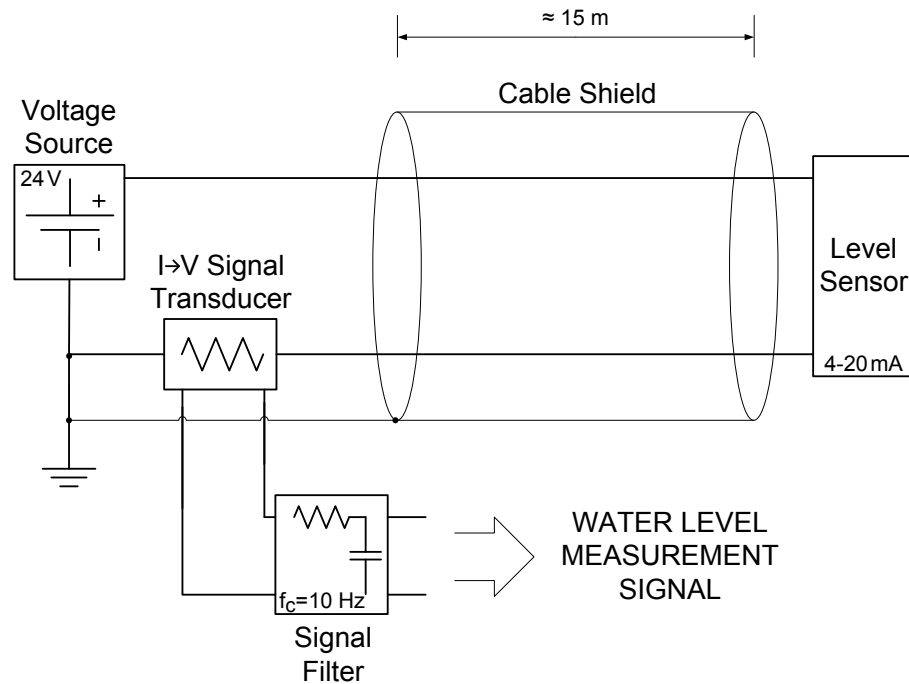 ≈ 15 m
Cable Shield
Voltage
Source
24 V
+
I→V Signal
Transducer
Level
Sensor
4-20 mA
fc=10 Hz
Signal
Filter
WATER LEVEL
MEASUREMENT
SIGNAL